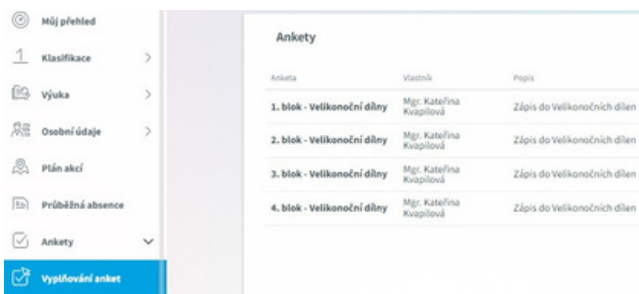 Můj přehled
Klasifikace
Výuka
Osobní údaje
Plán akcí
Průběžná absence
Ankety
Vyplňování anket
Ankety
Anketa Vlastník Popis
1. blok - Velikonoční dílny Mgr. Kateřina Kvapilová Zápis do Velikonočních dílen
2. blok - Velikonoční dílny Mgr. Kateřina Kvapilová Zápis do Velikonočních dílen
3. blok - Velikonoční dílny Mgr. Kateřina Kvapilová Zápis do Velikonočních dílen
4. blok - Velikonoční dílny Mgr. Kateřina Kvapilová Zápis do Velikonočních dílen